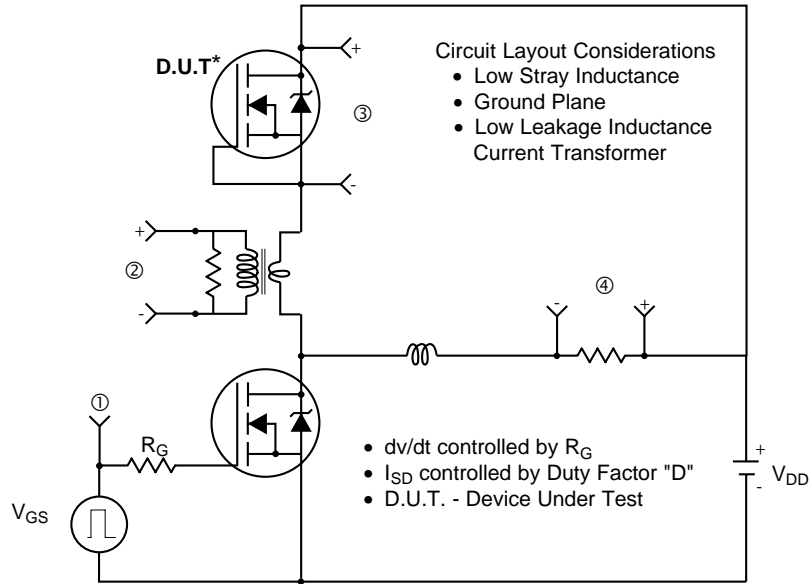 D.U.T*
+
-
③
Circuit Layout Considerations
• Low Stray Inductance
• Ground Plane
• Low Leakage Inductance
Current Transformer
+
②
-
④
-
+
①
RG
VGS
• dv/dt controlled by RG
• ISD controlled by Duty Factor "D"
• D.U.T. - Device Under Test
+
-
VDD